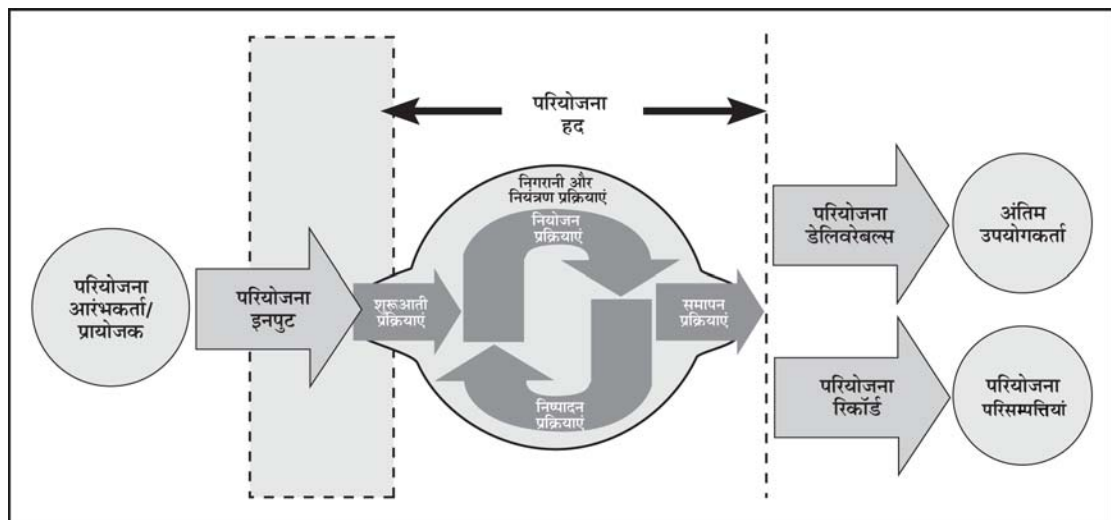 परियोजना
हद
निगरानी और
नियंत्रण प्रक्रियाएं
नियोजन
प्रक्रियाएं
परियोजना
आरंभकर्ता/
प्रायोजक
परियोजना
इनपुट
शुरूआती
प्रक्रियाएं
समापन
प्रक्रियाएं
निष्पादन
प्रक्रियाएं
परियोजना
डेलिवरेबल्स
अंतिम
उपयोगकर्ता
परियोजना
रिकॉर्ड
परियोजना
परिसम्पत्तियां